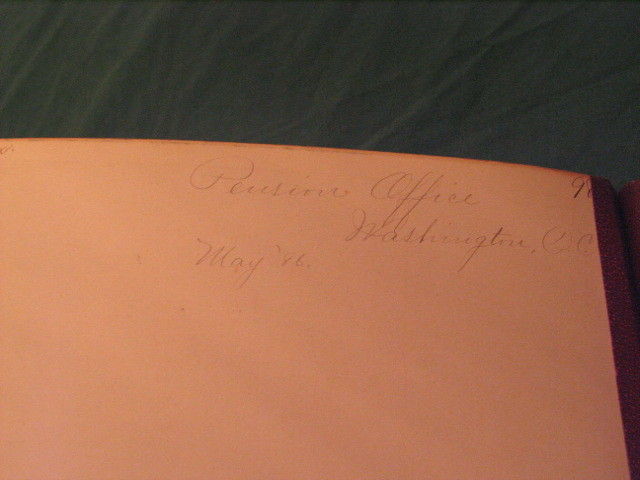 Pension Office
Washington, D.C.
May '86.